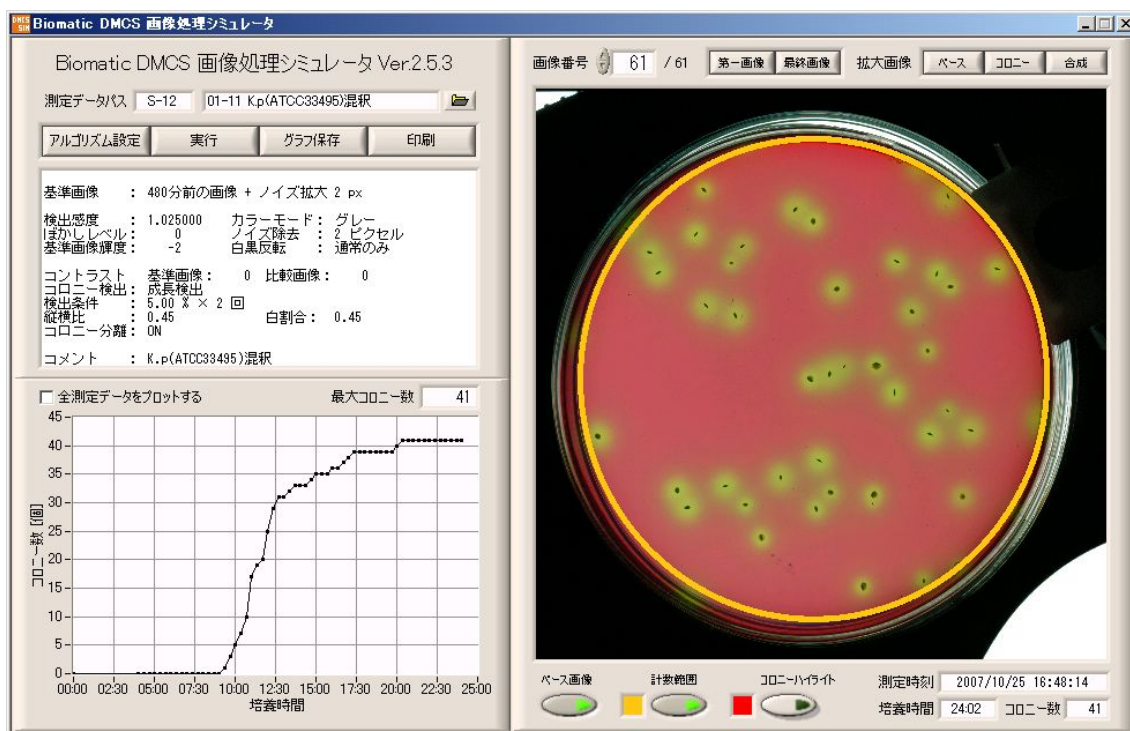 DMCS SIM Biomatic DMCS 画像処理シミュレータ
Biomatic DMCS 画像処理シミュレータ Ver.2.5.3
測定データパス S-12 01-11 K.p(ATCC33495)混釈
アルゴリズム設定 実行 グラフ保存 印刷
基準画像 : 480分前の画像 + ノイズ拡大 2 px
検出感度 : 1.025000 カラーモード : グレー
ぼかしレベル : 0 ノイズ除去 : 2 ピクセル
基準画像輝度 : -2 白黒反転 : 通常のみ
コントラスト 基準画像 : 0 比較画像 : 0
コロニー検出 : 成長検出
検出条件 : 5.00 % × 2 回
縦横比 : 0.45 白割合 : 0.45
コロニー分離 : ON
コメント : K.p(ATCC33495)混釈
全測定データをプロットする 最大コロニー数 41
45
40
35
30
25
20
15
10
5
0
コロニー数 [個]
00:00 02:30 05:00 07:30 10:00 12:30 15:00 17:30 20:00 22:30 25:00
培養時間
画像番号 61 / 61 第一画像 最終画像 拡大画像 ベース コロニー 合成
ベース画像 計数範囲 コロニーハイライト 測定時刻 2007/10/25 16:48:14
培養時間 24:02 コロニー数 41